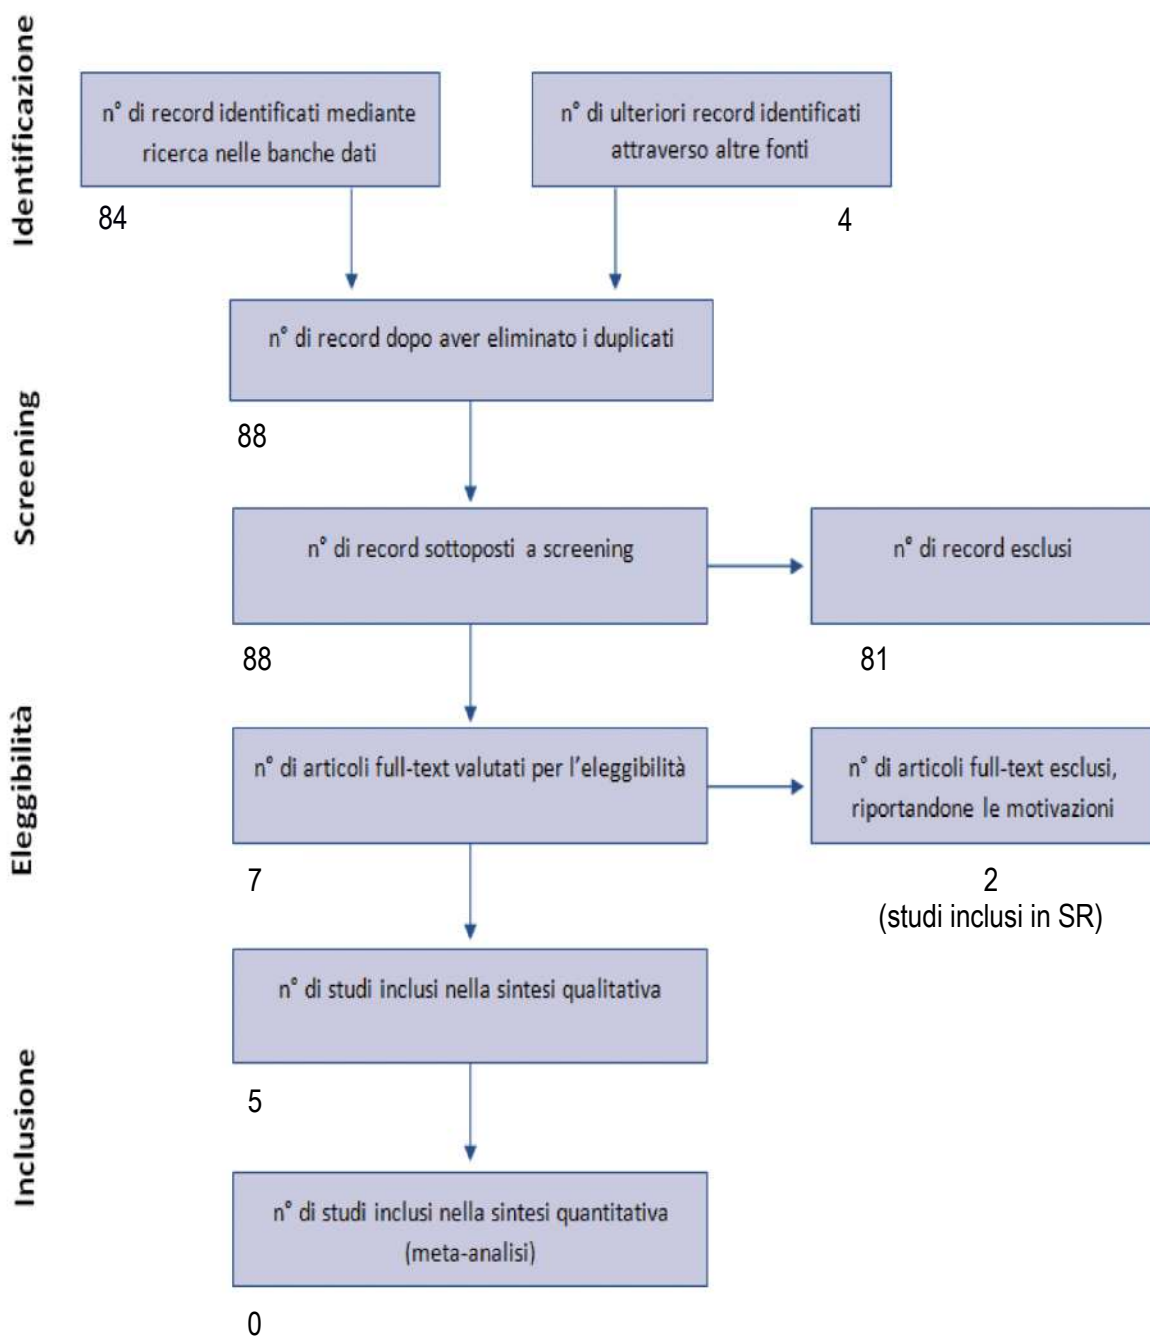 Identificazione
n° di record identificati mediante
ricerca nelle banche dati
84
n° di ulteriori record identificati
attraverso altre fonti
4
n° di record dopo aver eliminato i duplicati
88
Screening
n° di record sottoposti a screening
88
n° di record esclusi
81
Eleggibilità
n° di articoli full-text valutati per l'eleggibilità
7
n° di articoli full-text esclusi,
riportandone le motivazioni
2
(studi inclusi in SR)
n° di studi inclusi nella sintesi qualitativa
5
Inclusione
n° di studi inclusi nella sintesi quantitativa
(meta-analisi)
0